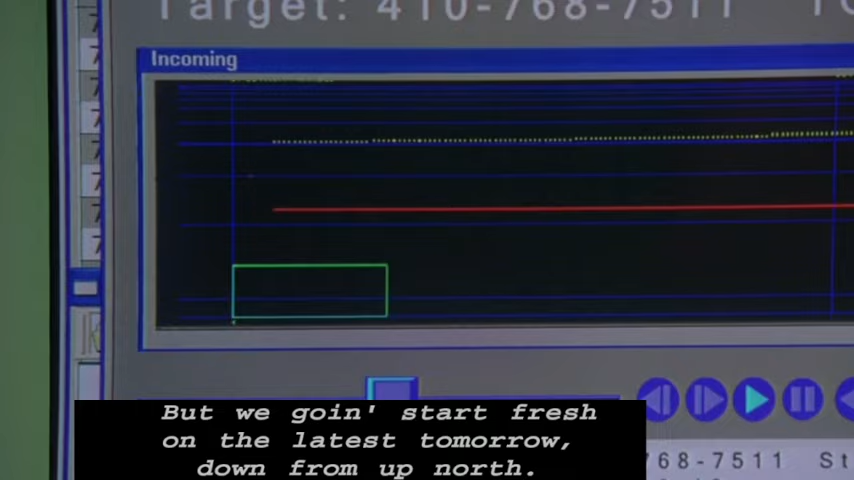 Target: 410-768-7511
Incoming
But we goin' start fresh
on the latest tomorrow,
down from up north.
768-7511 St